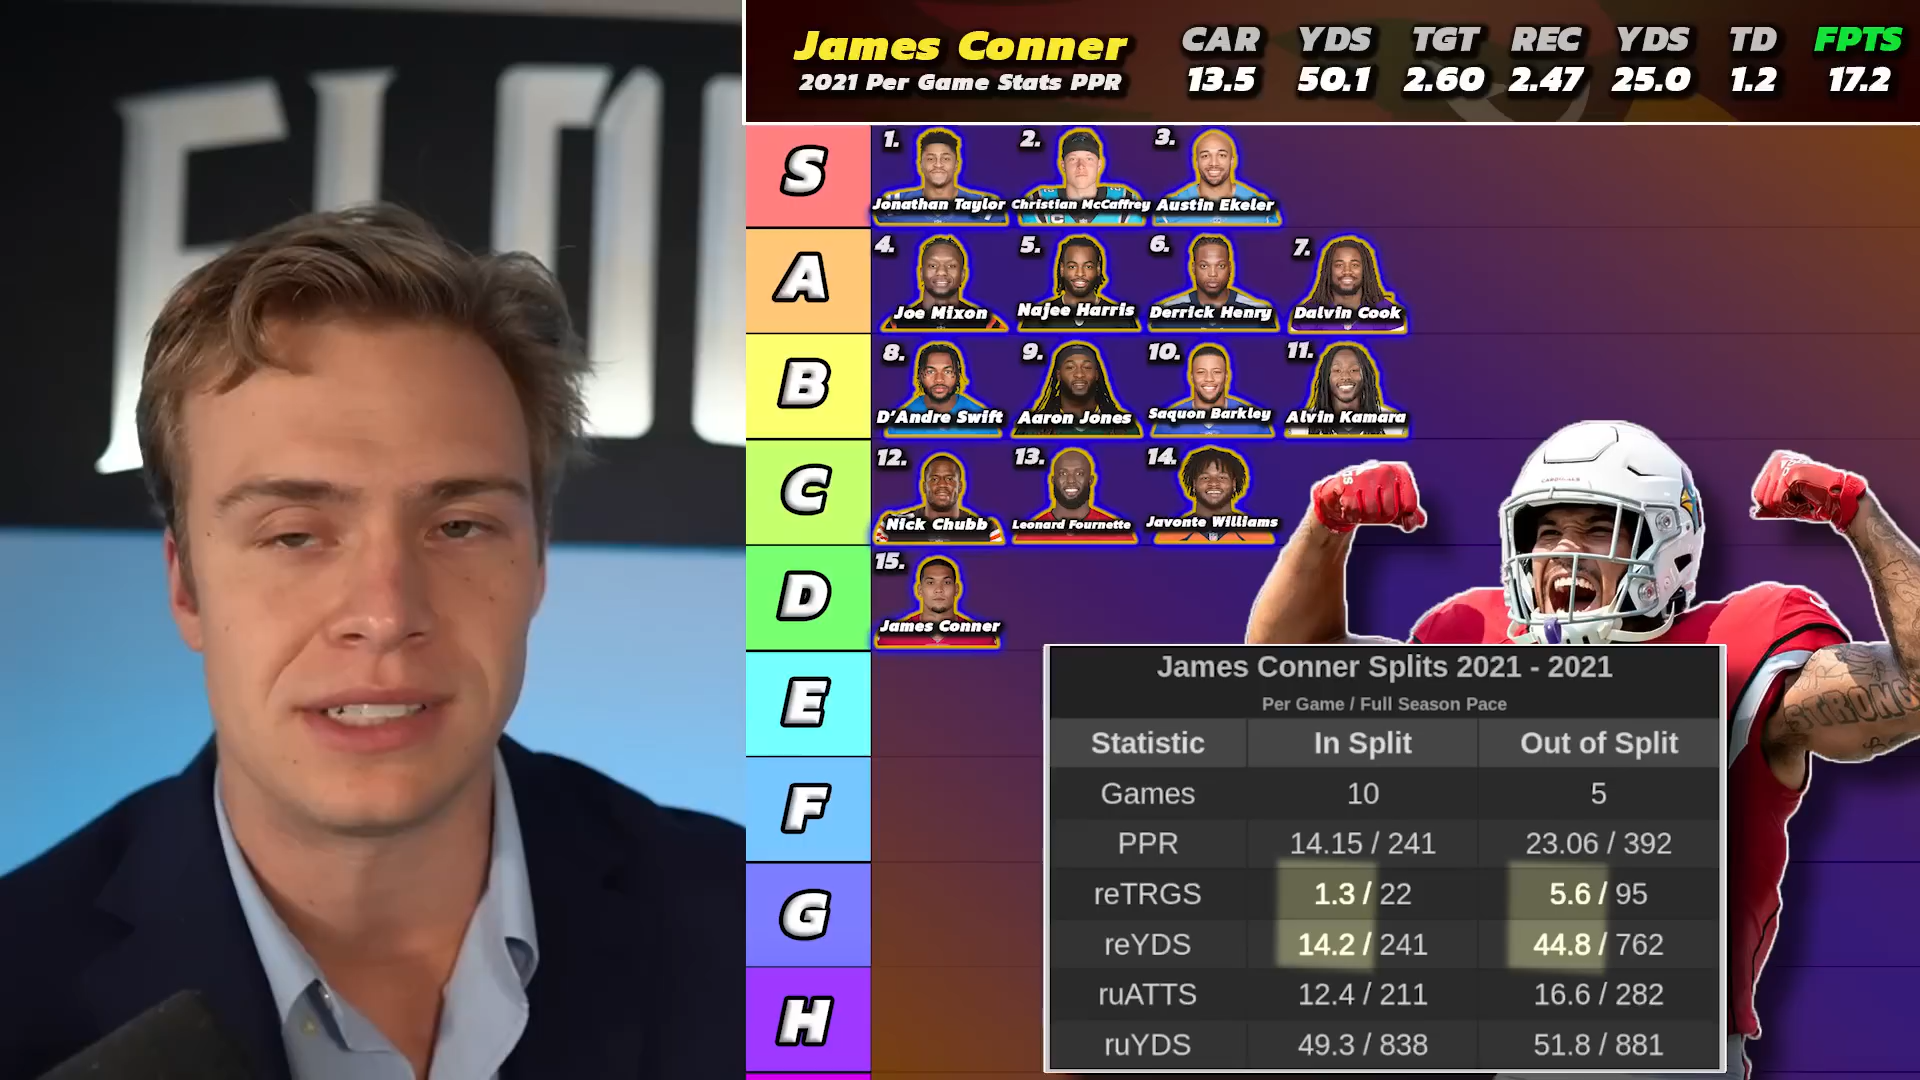 James Conner
2021 Per Game Stats PPR
CAR YDS TGT REC YDS TD FPTS
13.5 50.1 2.60 2.47 25.0 1.2 17.2
S
1. 2. 3.
Jonathan Taylor Christian McCaffrey Austin Ekeler
A
4. 5. 6. 7.
Joe Mixon Najee Harris Derrick Henry Dalvin Cook
B
8. 9. 10. 11.
D'Andre Swift Aaron Jones Saquon Barkley Alvin Kamara
C
12. 13. 14.
Nick Chubb Leonard Fournette Javonte Williams
D
15.
James Conner
E
F
G
H
CARDINALS
STRONG
James Conner Splits 2021 - 2021
Per Game / Full Season Pace
Statistic In Split Out of Split
Games 10 5
PPR 14.15 / 241 23.06 / 392
reTRGS 1.3 / 22 5.6 / 95
reYDS 14.2 / 241 44.8 / 762
ruATTS 12.4 / 211 16.6 / 282
ruYDS 49.3 / 838 51.8 / 881